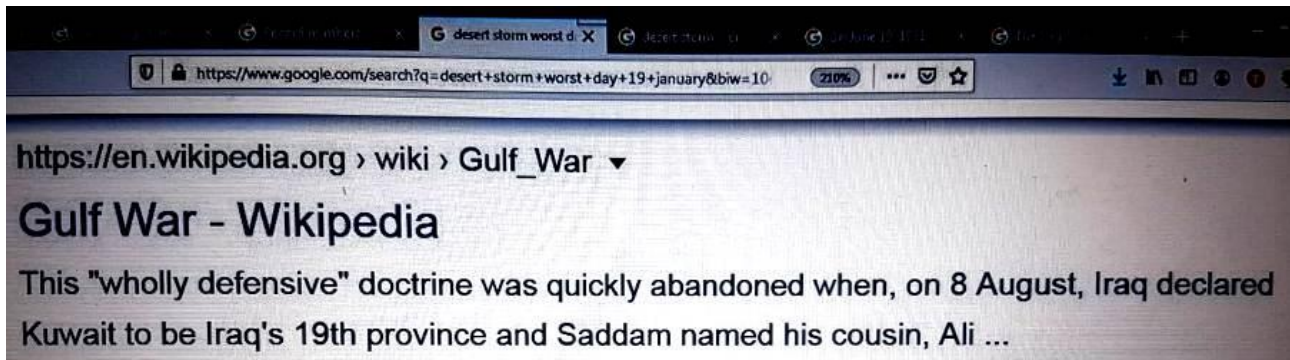 desert storm worst d
https://www.google.com/search?q=desert+storm+worst+day+19+january&biw=10
210%
https://en.wikipedia.org › wiki › Gulf_War
Gulf War - Wikipedia
This "wholly defensive" doctrine was quickly abandoned when, on 8 August, Iraq declared
Kuwait to be Iraq's 19th province and Saddam named his cousin, Ali ...